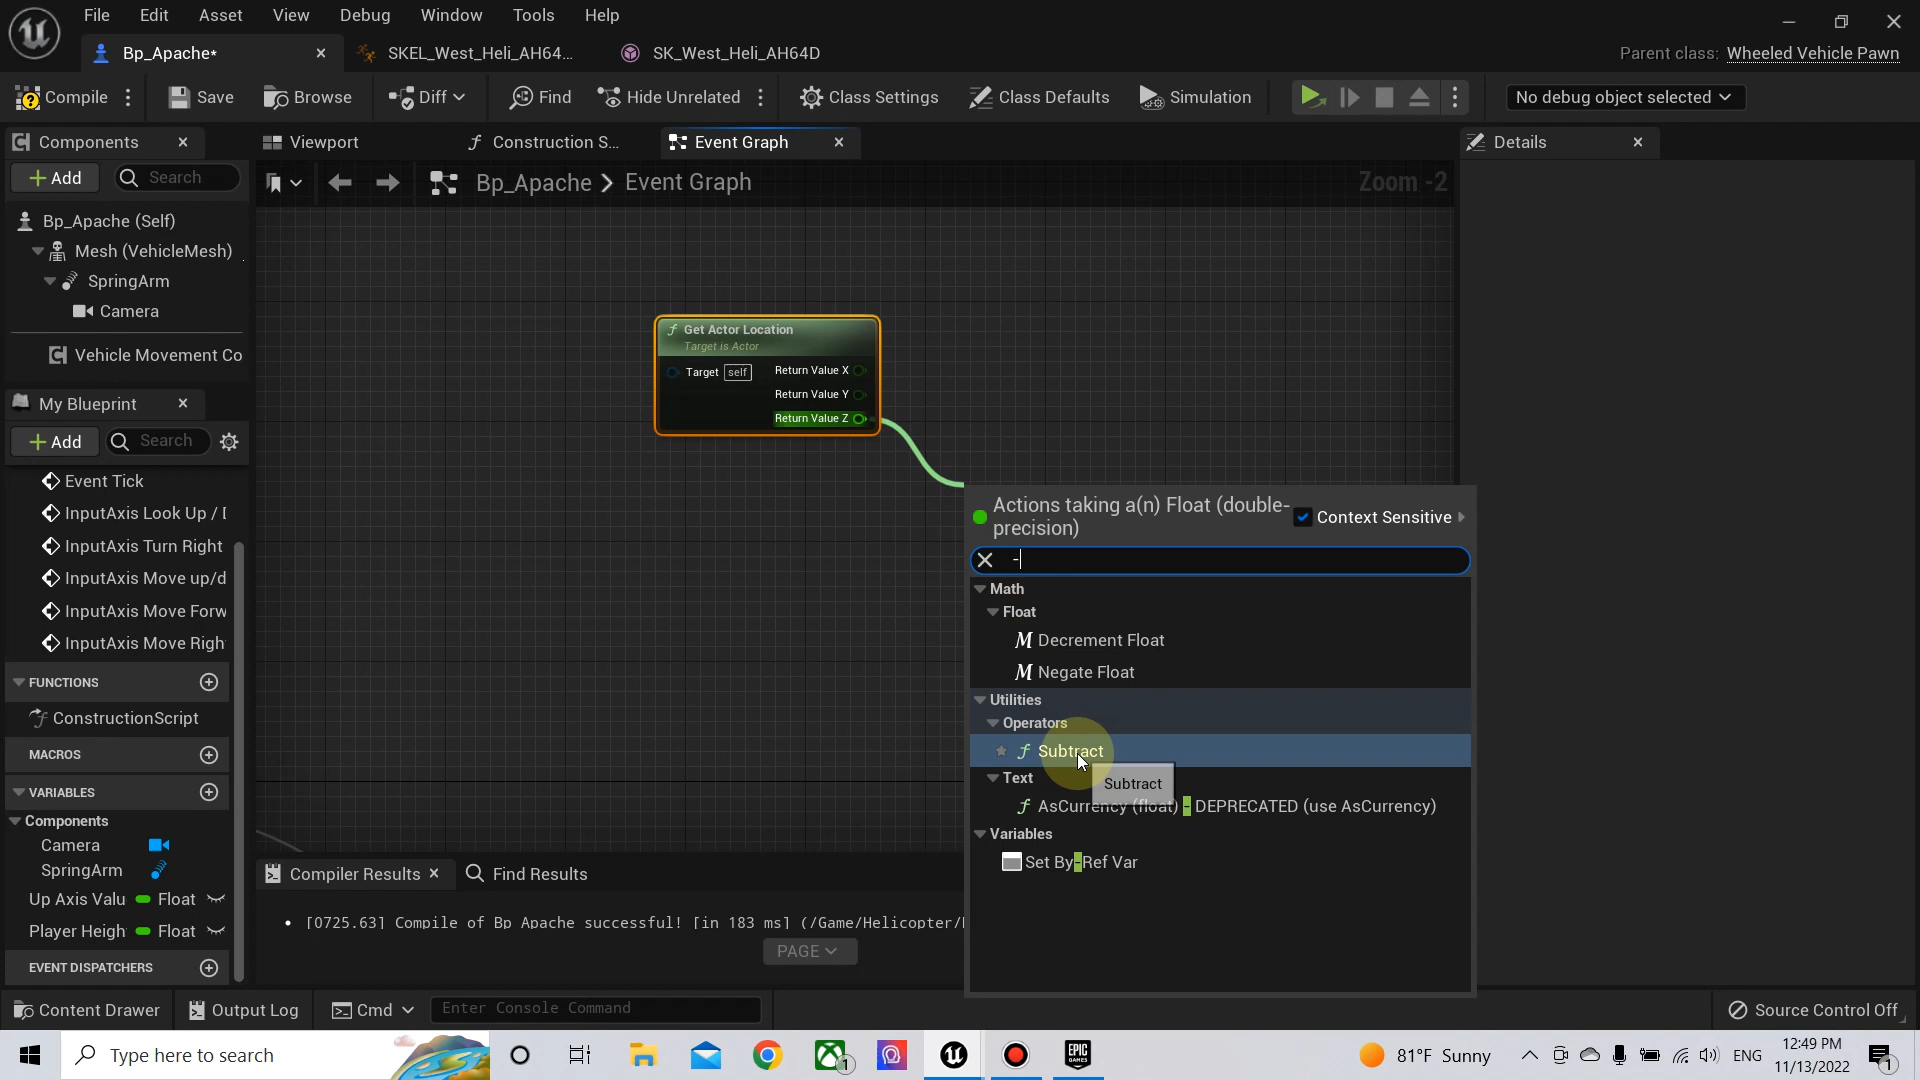 File Edit Asset View Debug Window Tools Help
Bp_Apache* SKEL_West_Heli_AH64... SK_West_Heli_AH64D Parent class: Wheeled Vehicle Pawn
Compile Save Browse Diff Find Hide Unrelated Class Settings Class Defaults Simulation No debug object selected
Components Viewport Construction S... Event Graph Details
Add Search Bp_Apache > Event Graph Zoom -2
Bp_Apache (Self)
Mesh (VehicleMesh)
SpringArm
Camera
Vehicle Movement Co
My Blueprint
Add Search
Event Tick
InputAxis Look Up /
InputAxis Turn Right
InputAxis Move up/d
InputAxis Move Forw
InputAxis Move Righ
FUNCTIONS
ConstructionScript
MACROS
VARIABLES
Components
Camera
SpringArm
Up Axis Valu Float
Player Heigh Float
EVENT DISPATCHERS
Get Actor Location
Target is Actor
Target self Return Value X
Return Value Y
Return Value Z
Actions taking a(n) Float (double-
precision) Context Sensitive
-
Math
Float
Decrement Float
Negate Float
Utilities
Operators
Subtract
Subtract
Text
AsCurrency (float) - DEPRECATED (use AsCurrency)
Variables
Set By-Ref Var
Compiler Results Find Results
[0725.63] Compile of Bp Apache successful! [in 183 ms] (/Game/Helicopter/
PAGE
Content Drawer Output Log Cmd Enter Console Command Source Control Off
Type here to search 1 EPIC GAMES 81°F Sunny ENG 12:49 PM
11/13/2022 1